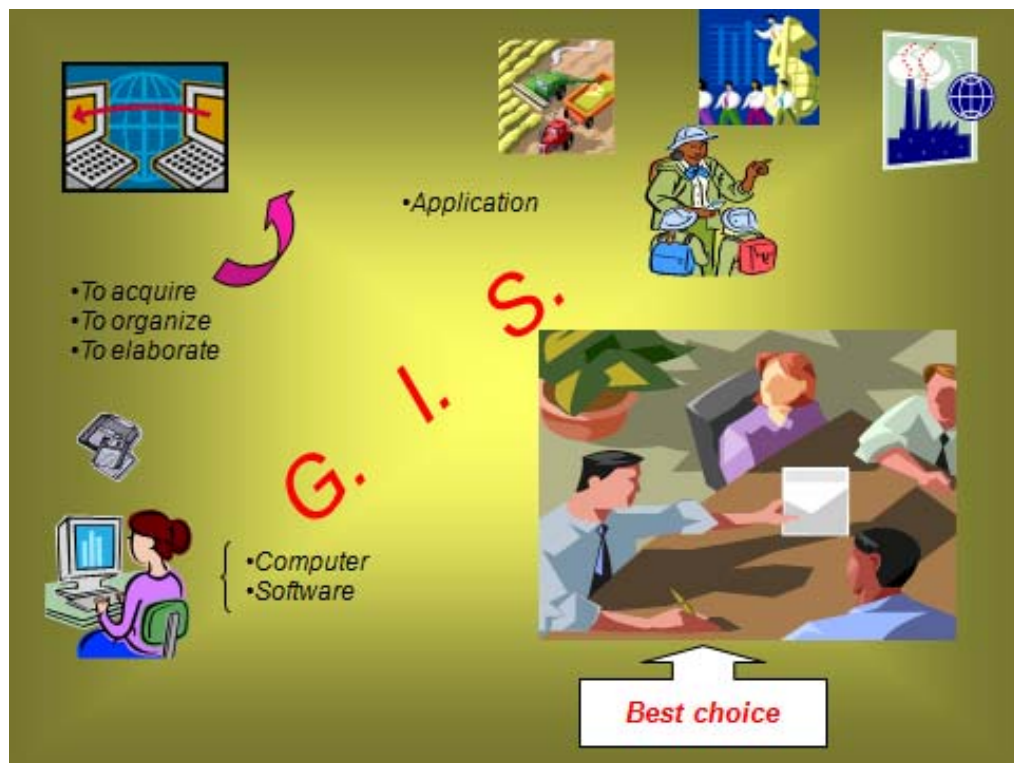 •Application
•To acquire
•To organize
•To elaborate
G. I. S.
•Computer
•Software
Best choice